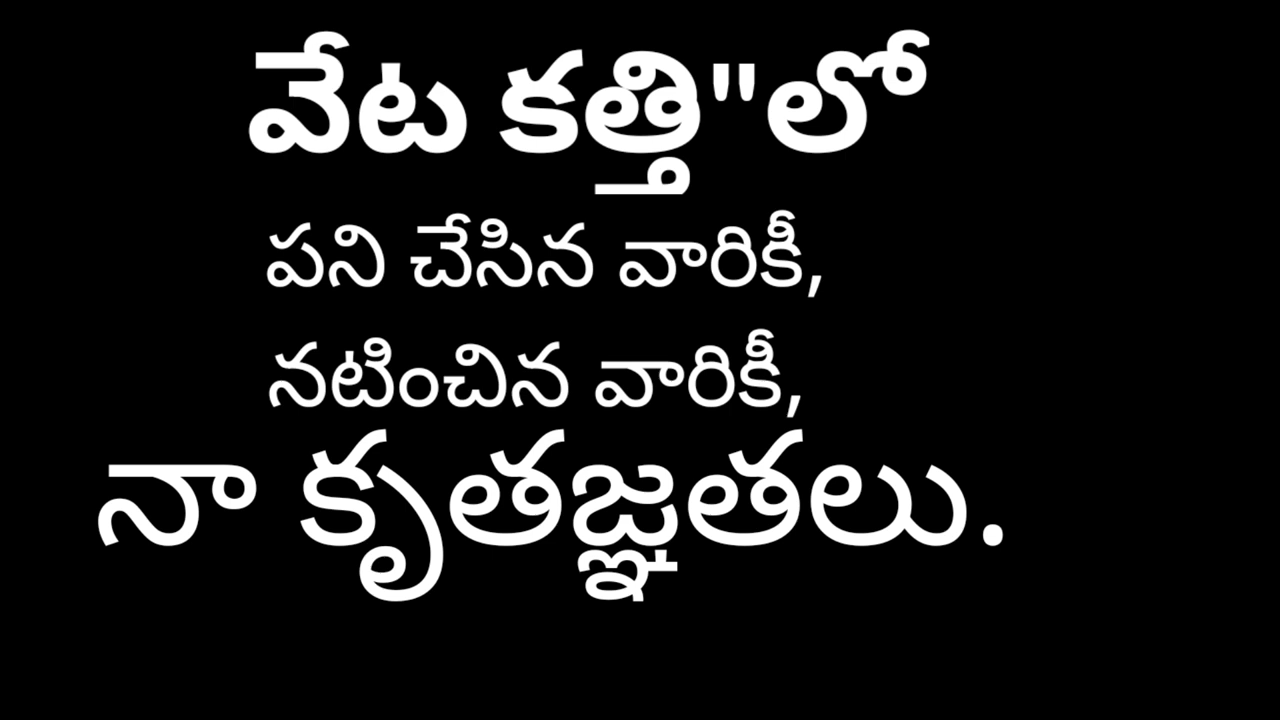 వేట కత్తి"లో
పని చేసిన వారికీ,
నటించిన వారికీ,
నా కృతజ్ఞతలు.